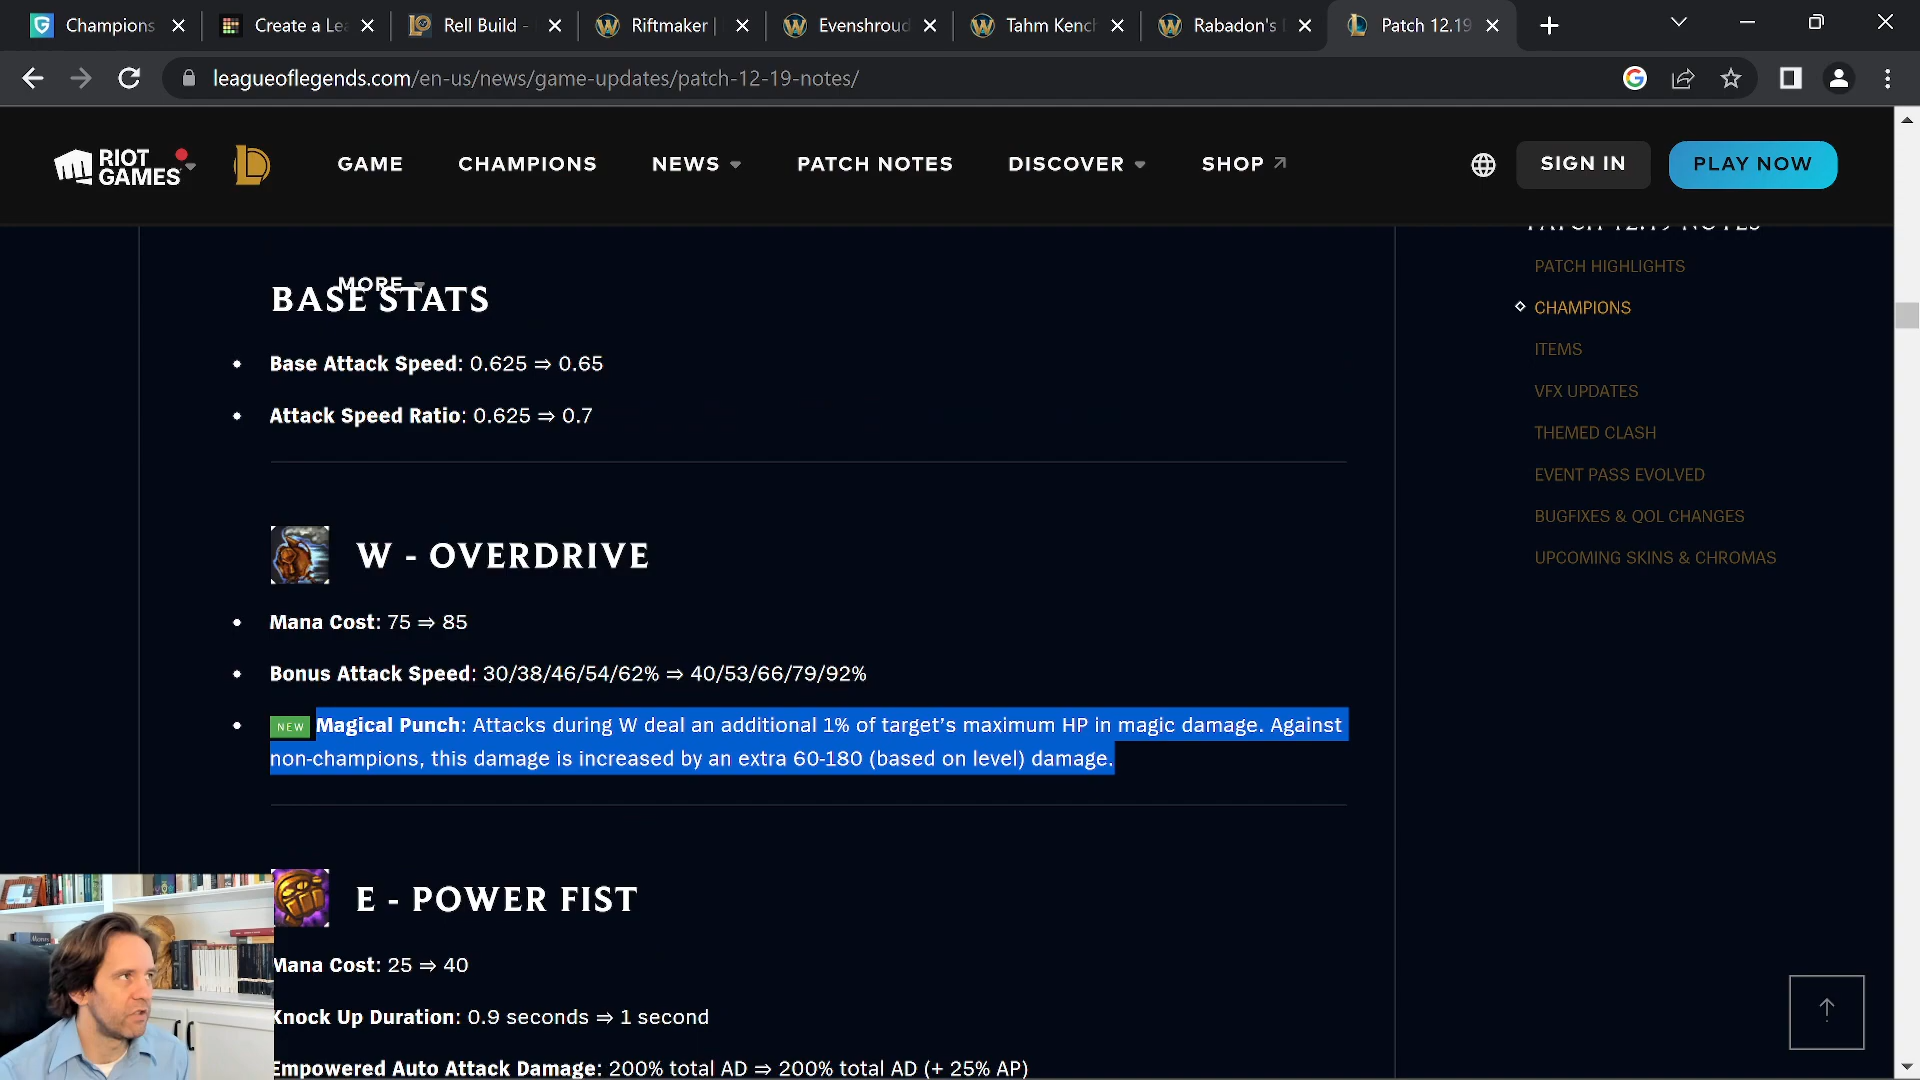 Champions
Create a Lea
Rell Build -
Riftmaker |
Evenshroud
Tahm Kench
Rabadon's
Patch 12.19
leagueoflegends.com/en-us/news/game-updates/patch-12-19-notes/
RIOT GAMES
GAME
CHAMPIONS
NEWS
PATCH NOTES
DISCOVER
SHOP
SIGN IN
PLAY NOW
MORE
BASE STATS
Base Attack Speed: 0.625 ⇒ 0.65
Attack Speed Ratio: 0.625 ⇒ 0.7
W - OVERDRIVE
Mana Cost: 75 ⇒ 85
Bonus Attack Speed: 30/38/46/54/62% ⇒ 40/53/66/79/92%
NEW Magical Punch: Attacks during W deal an additional 1% of target’s maximum HP in magic damage. Against
non-champions, this damage is increased by an extra 60-180 (based on level) damage.
E - POWER FIST
Mana Cost: 25 ⇒ 40
Knock Up Duration: 0.9 seconds ⇒ 1 second
Empowered Auto Attack Damage: 200% total AD ⇒ 200% total AD (+ 25% AP)
PATCH 12.19 NOTES
PATCH HIGHLIGHTS
CHAMPIONS
ITEMS
VFX UPDATES
THEMED CLASH
EVENT PASS EVOLVED
BUGFIXES & QOL CHANGES
UPCOMING SKINS & CHROMAS